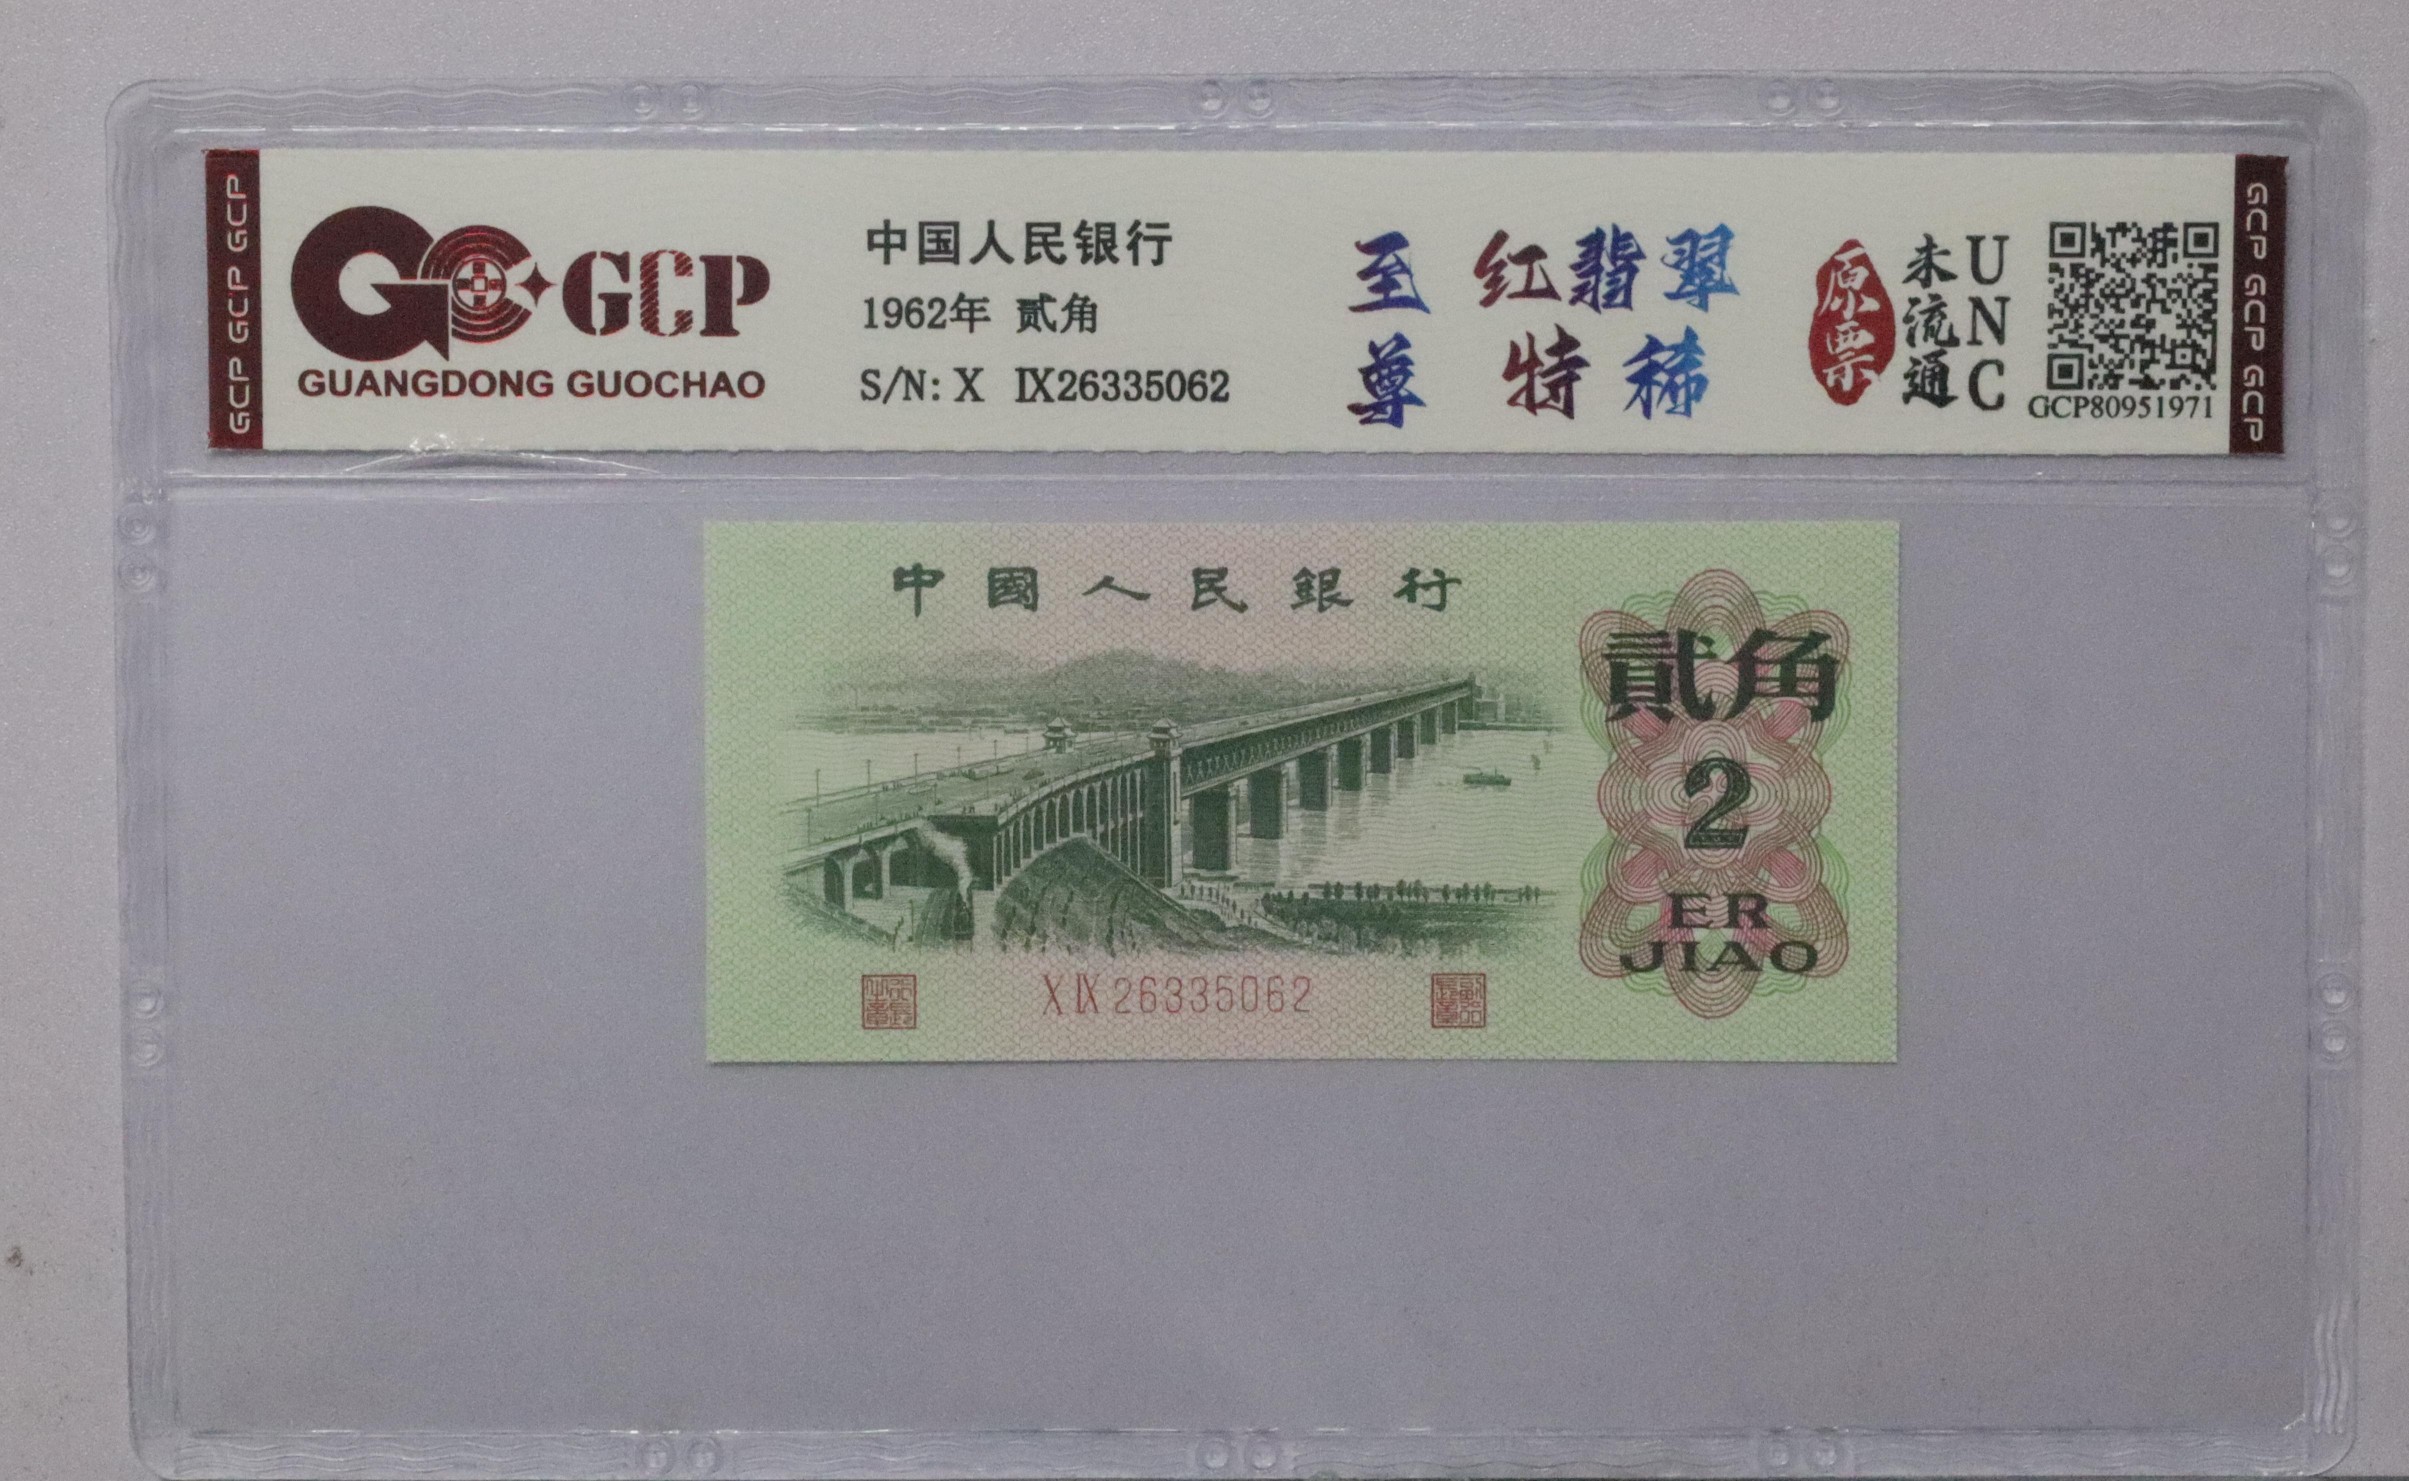 GCP GCP GCP
GCP
GUANGDONG GUOCHAO
中国人民银行
1962年 贰角
S/N: X IX26335062
至尊
红翡翠
特稀
原票
未流通
UNC
GCP80951971
GCP GCP GCP
中國人民銀行
貳角
2
ER
JIAO
X IX 26335062